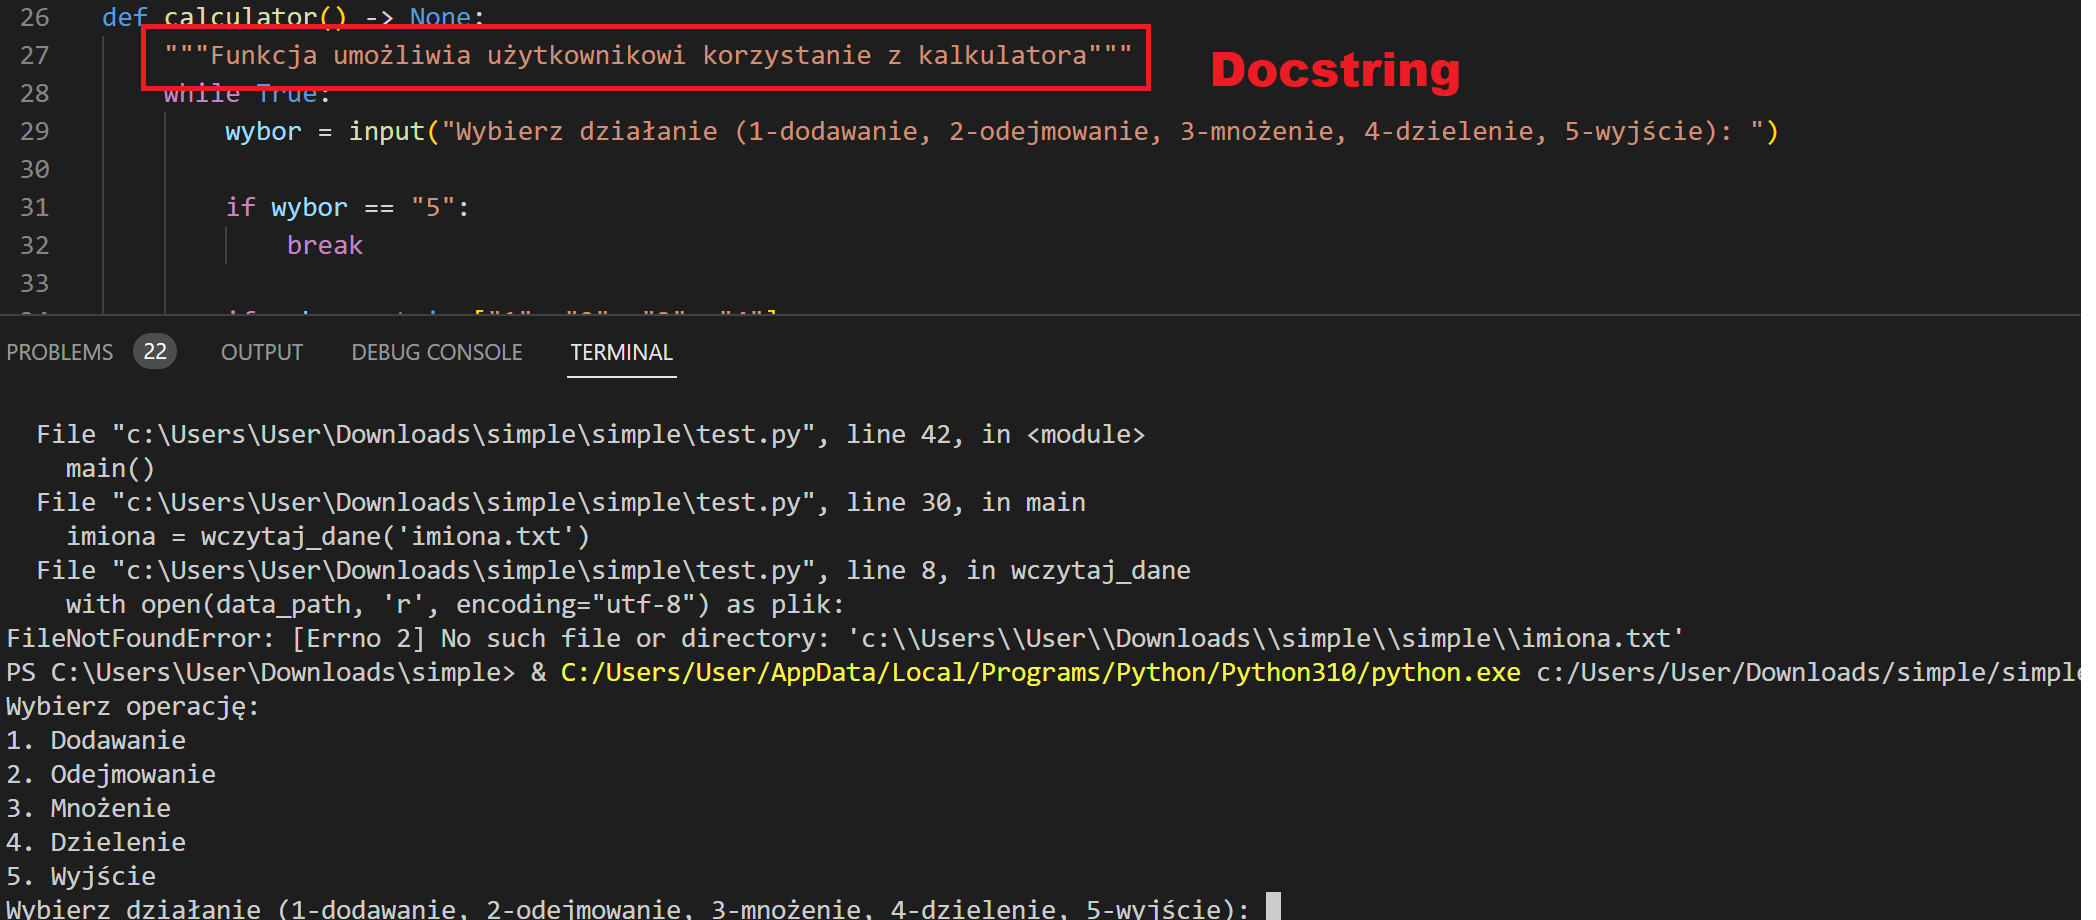 26 def calculator() -> None:
27 """Funkcja umożliwia użytkownikowi korzystanie z kalkulatora"""
Docstring
28 while True:
29 wybor = input("Wybierz działanie (1-dodawanie, 2-odejmowanie, 3-mnożenie, 4-dzielenie, 5-wyjście): ")
30
31 if wybor == "5":
32 break
33
PROBLEMS 22 OUTPUT DEBUG CONSOLE TERMINAL
File "c:\Users\User\Downloads\simple\simple\test.py", line 42, in <module>
main()
File "c:\Users\User\Downloads\simple\simple\test.py", line 30, in main
imiona = wczytaj_dane('imiona.txt')
File "c:\Users\User\Downloads\simple\simple\test.py", line 8, in wczytaj_dane
with open(data_path, 'r', encoding="utf-8") as plik:
FileNotFoundError: [Errno 2] No such file or directory: 'c:\\Users\\User\\Downloads\\simple\\simple\\imiona.txt'
PS C:\Users\User\Downloads\simple> & C:/Users/User/AppData/Local/Programs/Python/Python310/python.exe c:/Users/User/Downloads/simple/simple
Wybierz operację:
1. Dodawanie
2. Odejmowanie
3. Mnożenie
4. Dzielenie
5. Wyjście
Wybierz działanie (1-dodawanie, 2-odejmowanie, 3-mnożenie, 4-dzielenie, 5-wyjście):